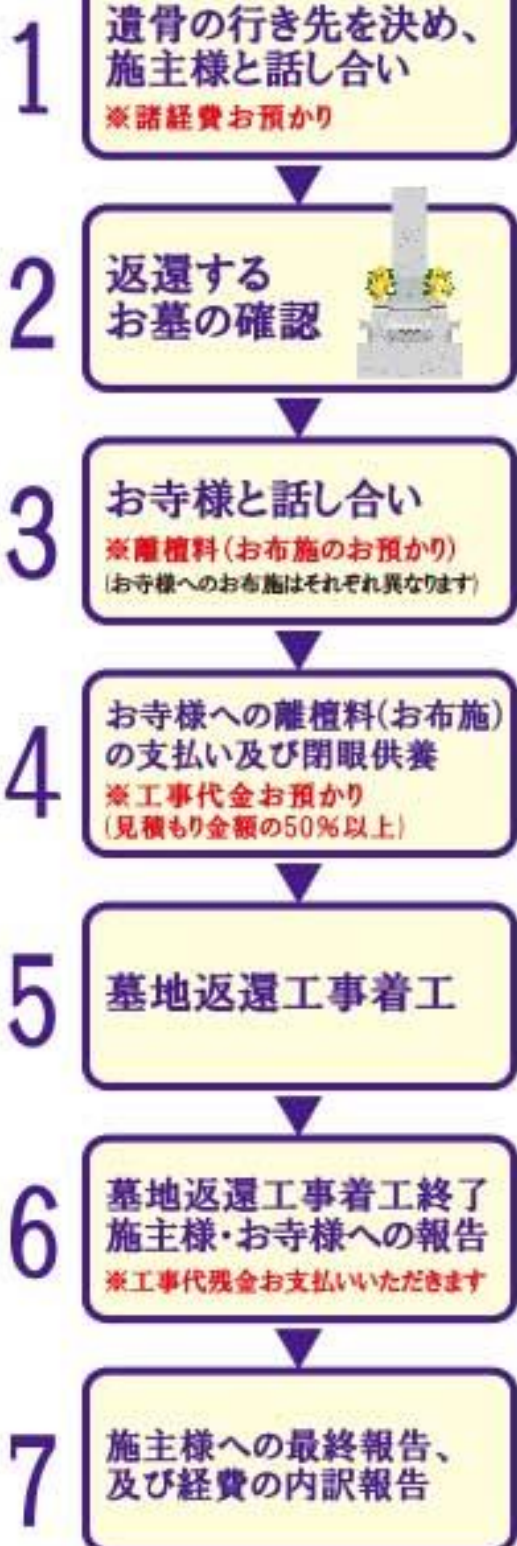 1
遺骨の行き先を決め、
施主様と話し合い
※諸経費お預かり
2
返還する
お墓の確認
3
お寺様と話し合い
※離檀料(お布施のお預かり)
(お寺様へのお布施はそれぞれ異なります)
4
お寺様への離檀料(お布施)
の支払い及び閉眼供養
※工事代金お預かり
(見積もり金額の50%以上)
5
墓地返還工事着工
6
墓地返還工事着工終了
施主様・お寺様への報告
※工事代残金お支払いいただきます
7
施主様への最終報告、
及び経費の内訳報告